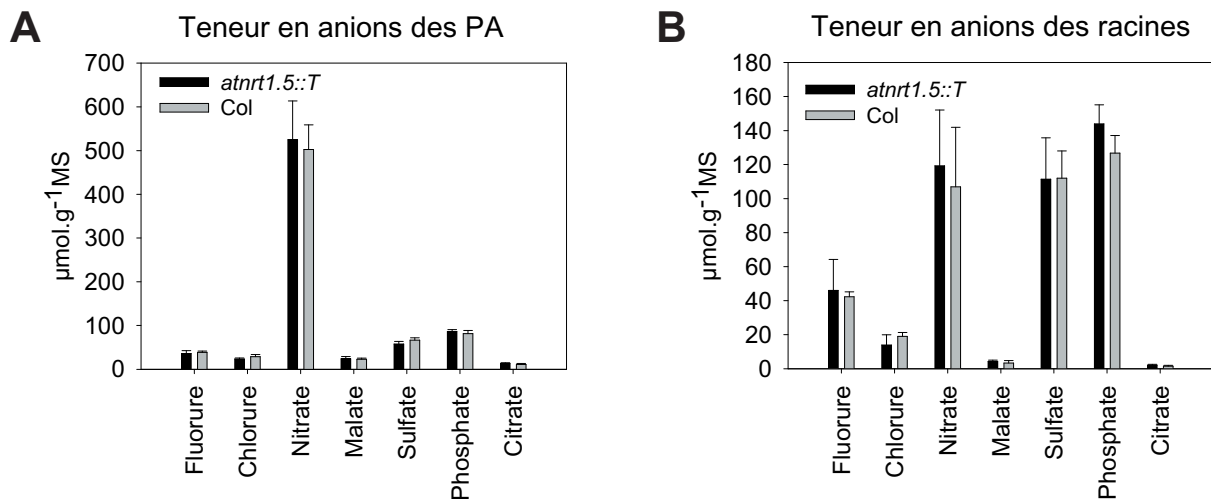 A
Teneur en anions des PA
700
600
500
400
300
200
100
0
µmol.g⁻¹MS
atnrt1.5::T
Col
Fluorure
Chlorure
Nitrate
Malate
Sulfate
Phosphate
Citrate
B
Teneur en anions des racines
180
160
140
120
100
80
60
40
20
0
µmol.g⁻¹MS
atnrt1.5::T
Col
Fluorure
Chlorure
Nitrate
Malate
Sulfate
Phosphate
Citrate